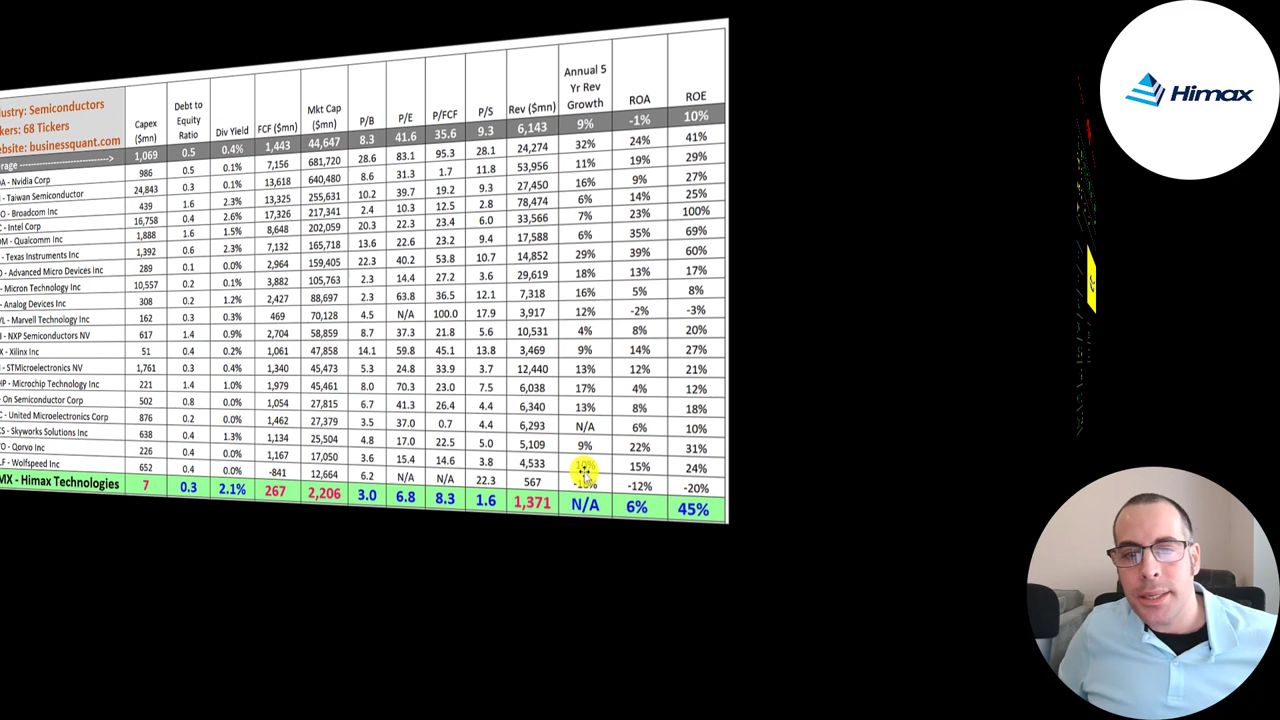 Himax
dustry: Semiconductors
kers: 68 Tickers
ebsite: businessquant.com
Capex ($mn) Debt to Equity Ratio Div Yield FCF ($mn) Mkt Cap ($mn) P/B P/E P/FCF P/S Rev ($mn) Annual 5 Yr Rev Growth ROA ROE
rage --------------------------> 1,069 0.5 0.4% 1,443 44,647 8.3 41.6 35.6 9.3 6,143 9% -1% 10%
DA - Nvidia Corp 986 0.5 0.1% 7,156 681,720 28.6 83.1 95.3 28.1 24,274 32% 24% 41%
- Taiwan Semiconductor 24,843 0.3 0.1% 13,618 640,480 8.6 31.3 1.7 11.8 53,956 11% 19% 29%
O - Broadcom Inc 439 1.6 2.3% 13,325 255,631 10.2 39.7 19.2 9.3 27,450 16% 9% 27%
C - Intel Corp 16,758 0.4 2.6% 17,326 217,341 2.4 10.3 12.5 2.8 78,474 6% 14% 25%
OM - Qualcomm Inc 1,888 1.6 1.5% 8,648 202,059 20.3 22.3 23.4 6.0 33,566 7% 23% 100%
- Texas Instruments Inc 1,392 0.6 2.3% 7,132 165,718 13.6 22.6 23.2 9.4 17,588 6% 35% 69%
D - Advanced Micro Devices Inc 289 0.1 0.0% 2,964 159,405 22.3 40.2 53.8 10.7 14,852 29% 39% 60%
- Micron Technology Inc 10,557 0.2 0.1% 3,882 105,763 2.3 14.4 27.2 3.6 29,619 18% 13% 17%
- Analog Devices Inc 308 0.2 1.2% 2,427 88,697 2.3 63.8 36.5 12.1 7,318 16% 5% 8%
VL - Marvell Technology Inc 162 0.3 0.3% 469 70,128 4.5 N/A 100.0 17.9 3,917 12% -2% -3%
I - NXP Semiconductors NV 617 1.4 0.9% 2,704 58,859 8.7 37.3 21.8 5.6 10,531 4% 8% 20%
X - Xilinx Inc 51 0.4 0.2% 1,061 47,858 14.1 59.8 45.1 13.8 3,469 9% 14% 27%
- STMicroelectronics NV 1,761 0.3 0.4% 1,340 45,473 5.3 24.8 33.9 3.7 12,440 13% 12% 21%
HP - Microchip Technology Inc 221 1.4 1.0% 1,979 45,461 8.0 70.3 23.0 7.5 6,038 17% 4% 12%
- On Semiconductor Corp 502 0.8 0.0% 1,054 27,815 6.7 41.3 26.4 4.4 6,340 13% 8% 18%
C - United Microelectronics Corp 876 0.2 0.0% 1,462 27,379 3.5 37.0 0.7 4.4 6,293 N/A 6% 10%
KS - Skyworks Solutions Inc 638 0.4 1.3% 1,134 25,504 4.8 17.0 22.5 5.0 5,109 9% 22% 31%
VO - Qorvo Inc 226 0.4 0.0% 1,167 17,050 3.6 15.4 14.6 3.8 4,533 10% 15% 24%
LF - Wolfspeed Inc 652 0.4 0.0% -841 12,664 6.2 N/A N/A 22.3 567 -12% -20%
MX - Himax Technologies 7 0.3 2.1% 267 2,206 3.0 6.8 8.3 1.6 1,371 N/A 6% 45%